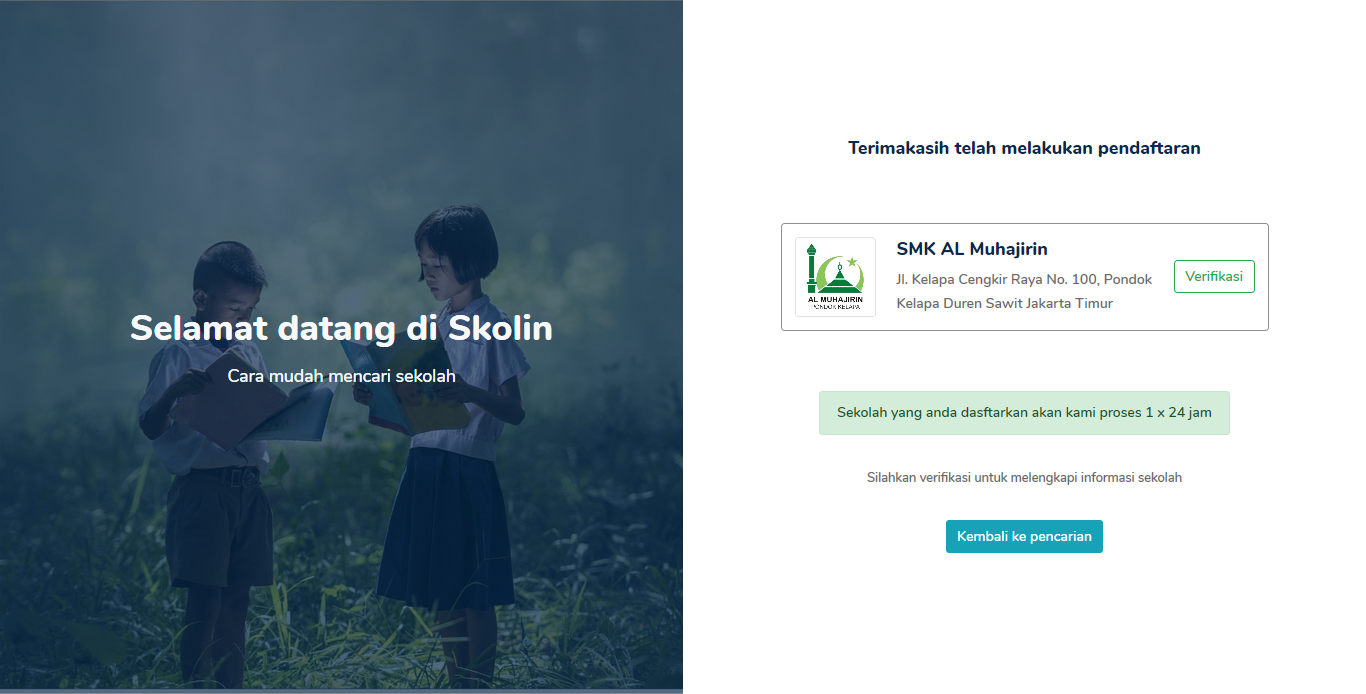 Selamat datang di Skolin
Cara mudah mencari sekolah
Terimakasih telah melakukan pendaftaran
AL MUHAJIRIN
PONDOK KELAPA
SMK AL Muhajirin
Jl. Kelapa Cengkir Raya No. 100, Pondok
Kelapa Duren Sawit Jakarta Timur
Verifikasi
Sekolah yang anda dasftarkan akan kami proses 1 x 24 jam
Silahkan verifikasi untuk melengkapi informasi sekolah
Kembali ke pencarian